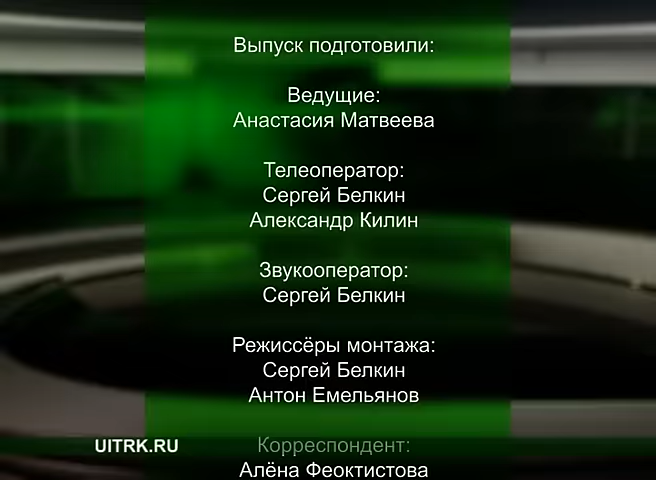 Выпуск подготовили:
Ведущие:
Анастасия Матвеева
Телеоператор:
Сергей Белкин
Александр Килин
Звукооператор:
Сергей Белкин
Режиссёры монтажа:
Сергей Белкин
Антон Емельянов
UITRK.RU
Корреспондент:
Алёна Феоктистова